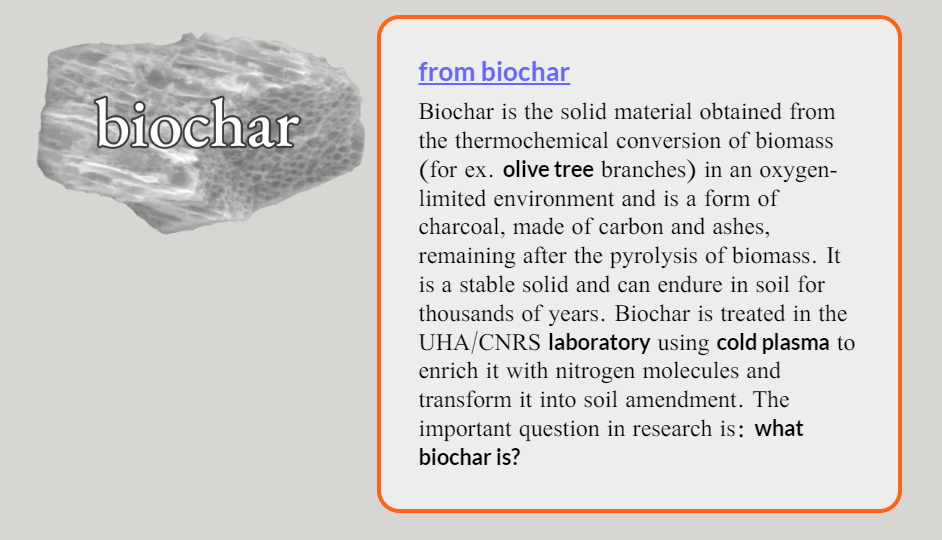 biochar
from biochar
Biochar is the solid material obtained from
the thermochemical conversion of biomass
(for ex. olive tree branches) in an oxygen-
limited environment and is a form of
charcoal, made of carbon and ashes,
remaining after the pyrolysis of biomass. It
is a stable solid and can endure in soil for
thousands of years. Biochar is treated in the
UHA/CNRS laboratory using cold plasma to
enrich it with nitrogen molecules and
transform it into soil amendment. The
important question in research is: what
biochar is?